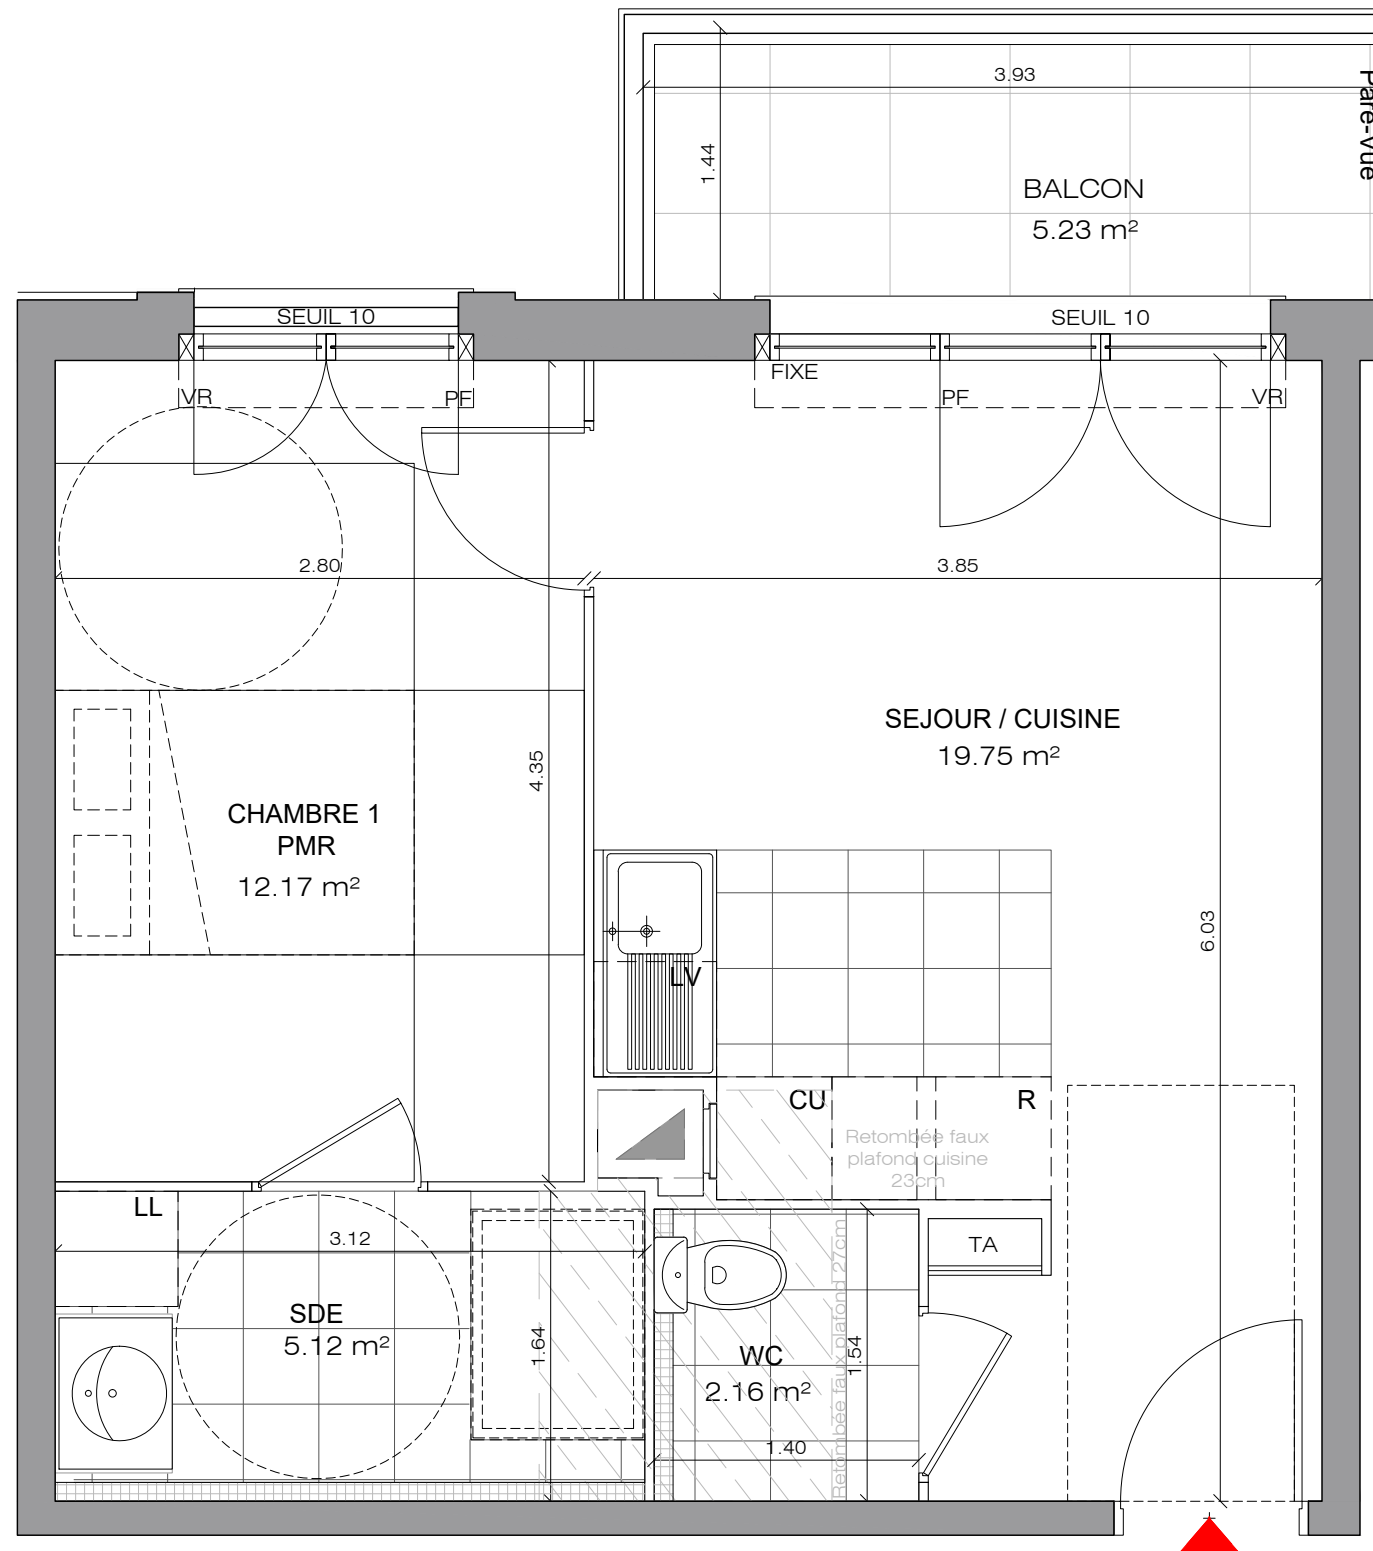 3.93
Pare-vue
1.44
BALCON
5.23 m²
SEUIL 10
SEUIL 10
FIXE
VR
PF
PF
VR
2.80
3.85
SEJOUR / CUISINE
19.75 m²
4.35
CHAMBRE 1
PMR
12.17 m²
6.03
LV
CU
R
Retombée faux
plafond cuisine
23cm
LL
3.12
TA
SDE
5.12 m²
1.64
WC
2.16 m²
1.54
Retombée faux plafond 27cm
1.40